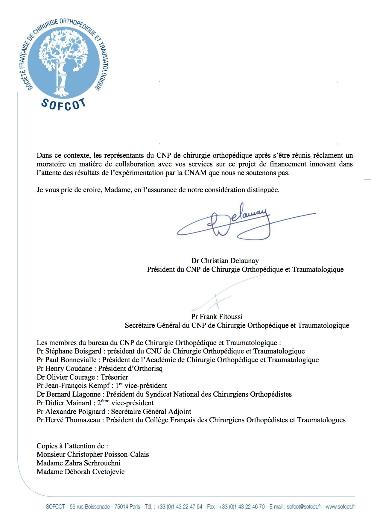 SOCIÉTÉ FRANÇAISE DE CHIRURGIE ORTHOPÉDIQUE ET TRAUMATOLOGIQUE
SOFCOT
Dans ce contexte, les représentants du CNP de chirurgie orthopédique après s'être réunis réclament un
moratoire en matière de collaboration avec vos services sur ce projet de financement innovant dans
l'attente des résultats de l'expérimentation par la CNAM que nous ne soutenons pas.
Je vous prie de croire, Madame, en l'assurance de notre considération distinguée.
Delaunay
Dr Christian Delaunay
Président du CNP de Chirurgie Orthopédique et Traumatologique
Pr Frank Fitoussi
Secrétaire Général du CNP de Chirurgie Orthopédique et Traumatologique
Les membres du bureau du CNP de Chirurgie Orthopédique et Traumatologique :
Pr Stéphane Boisgard : président du CNU de Chirurgie Orthopédique et Traumatologique
Pr Paul Bonnevialle : Président de l'Académie de Chirurgie Orthopédique et Traumatologique
Pr Henry Coudane : Président d'Orthorisq
Dr Olivier Courage : Trésorier
Pr Jean-François Kempf : 1er vice-président
Dr Bernard Llagonne : Président du Syndicat National des Chirurgiens Orthopédistes
Pr Didier Mainard : 2ème vice-président
Pr Alexandre Poignard : Secrétaire Général Adjoint
Pr Hervé Thomazeau : Président du Collège Français des Chirurgiens Orthopédistes et Traumatologues
Copies à l'attention de :
Monsieur Christopher Poisson-Calais
Madame Zahra Serbrouchni
Madame Déborah Cvetojevic
SOFCOT - 56 rue Boissonade - 75014 Paris - Tél. : +33 (0)1 43 22 47 54 - Fax : +33 (0)1 43 22 46 70 - E.mail : sofcot@sofcot.fr - www.sofcot.fr